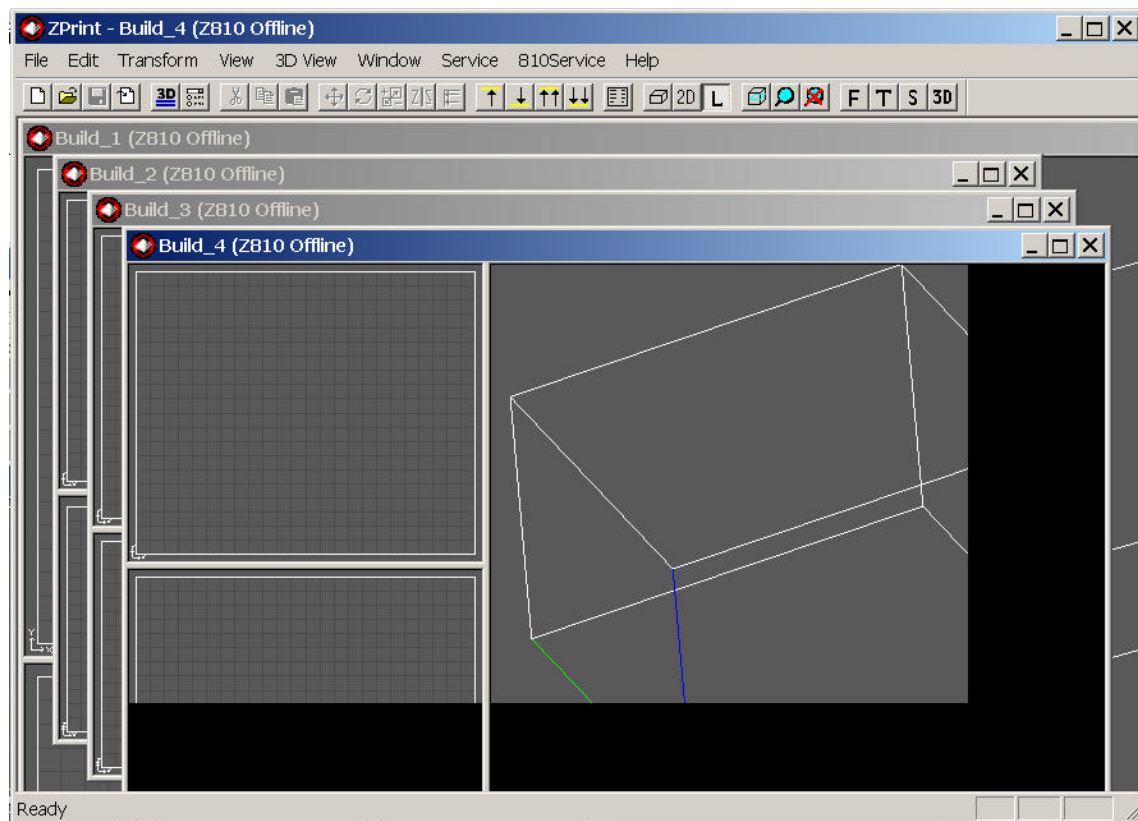 ZPrint - Build_4 (Z810 Offline)
File Edit Transform View 3D View Window Service 810Service Help
3D 2D L F T S 3D
Build_1 (Z810 Offline)
Build_2 (Z810 Offline)
Build_3 (Z810 Offline)
Build_4 (Z810 Offline)
Y
X
Ready